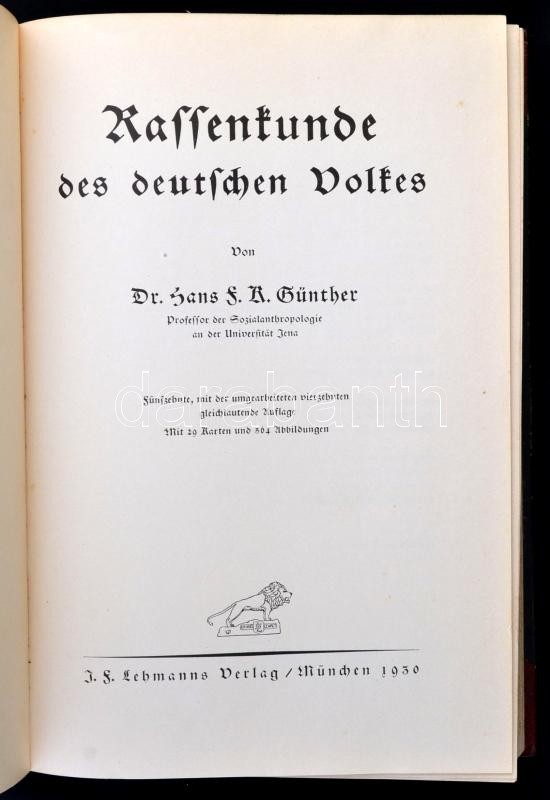 Rassenkunde
des deutschen Volkes
Von
Dr. Hans F. K. Günther
Professor der Sozialanthropologie
an der Universität Jena
Fünfzehnte, mit der umgearbeiteten vierzehnten
gleichlautende Auflage
Mit 29 Karten und 564 Abbildungen
darabanth
J. F. Lehmanns Verlag / München 1930